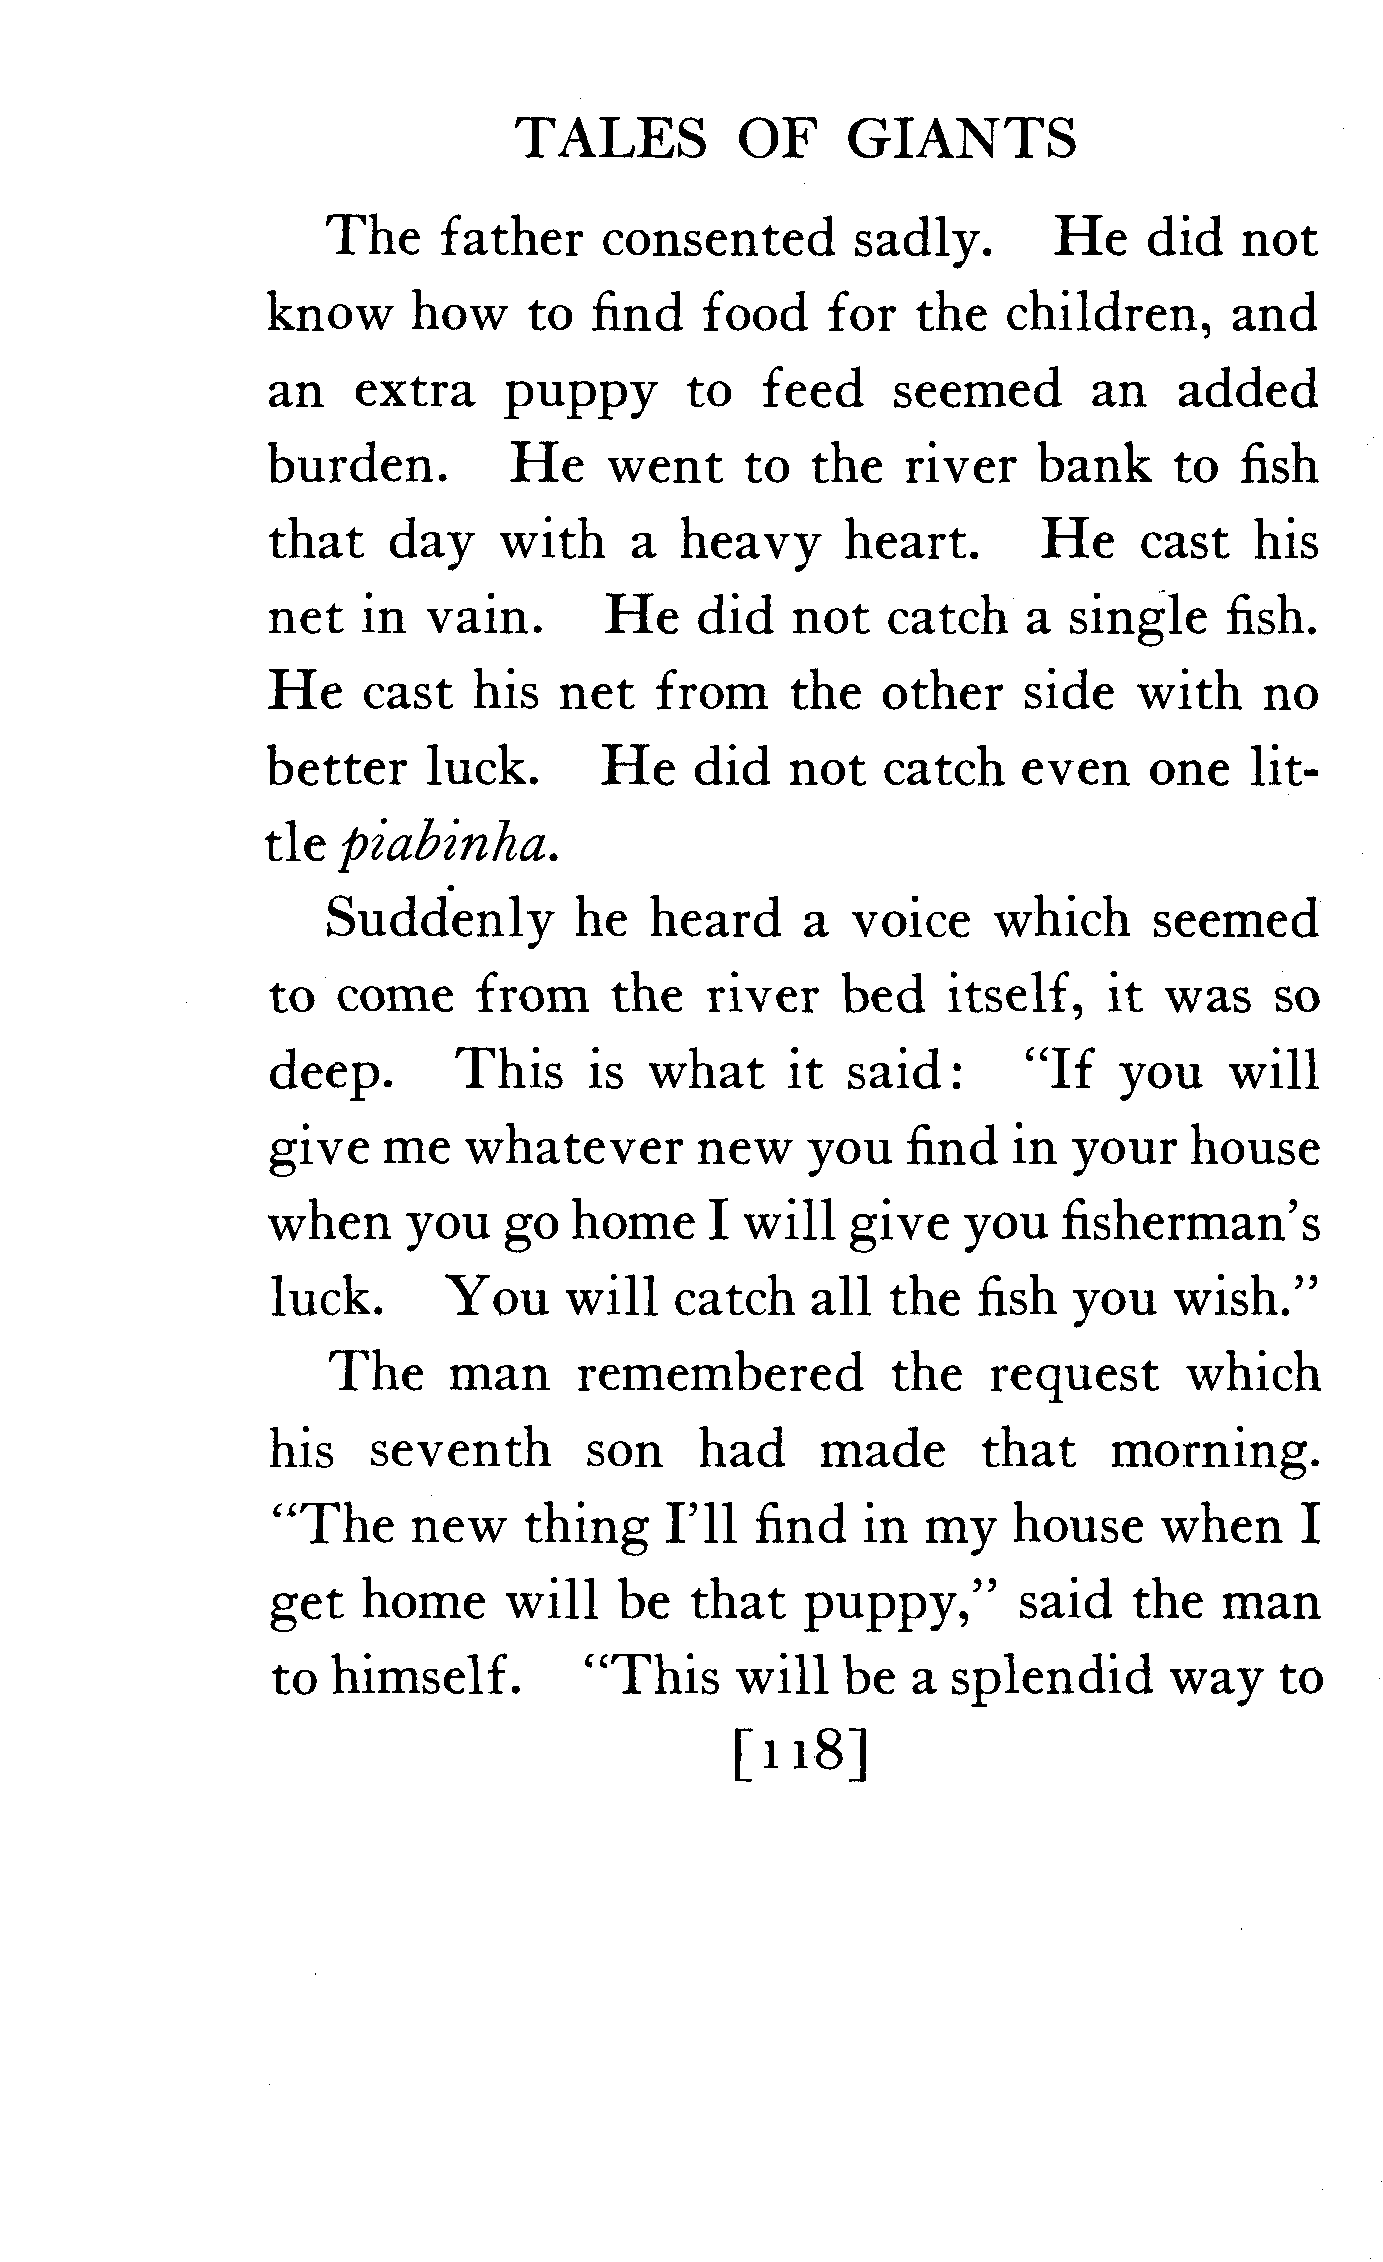 TALES OF GIANTS
The father consented sadly. He did not
know how to find food for the children, and
an extra puppy to feed seemed an added
burden. He went to the river bank to fish
that day with a heavy heart. He cast his
net in vain. He did not catch a single fish.
He cast his net from the other side with no
better luck. He did not catch even one lit-
tle piabinha.
Suddenly he heard a voice which seemed
to come from the river bed itself, it was so
deep. This is what it said: "If you will
give me whatever new you find in your house
when you go home I will give you fisherman's
luck. You will catch all the fish you wish."
The man remembered the request which
his seventh son had made that morning.
"The new thing I'll find in my house when I
get home will be that puppy," said the man
to himself. "This will be a splendid way to
[118]